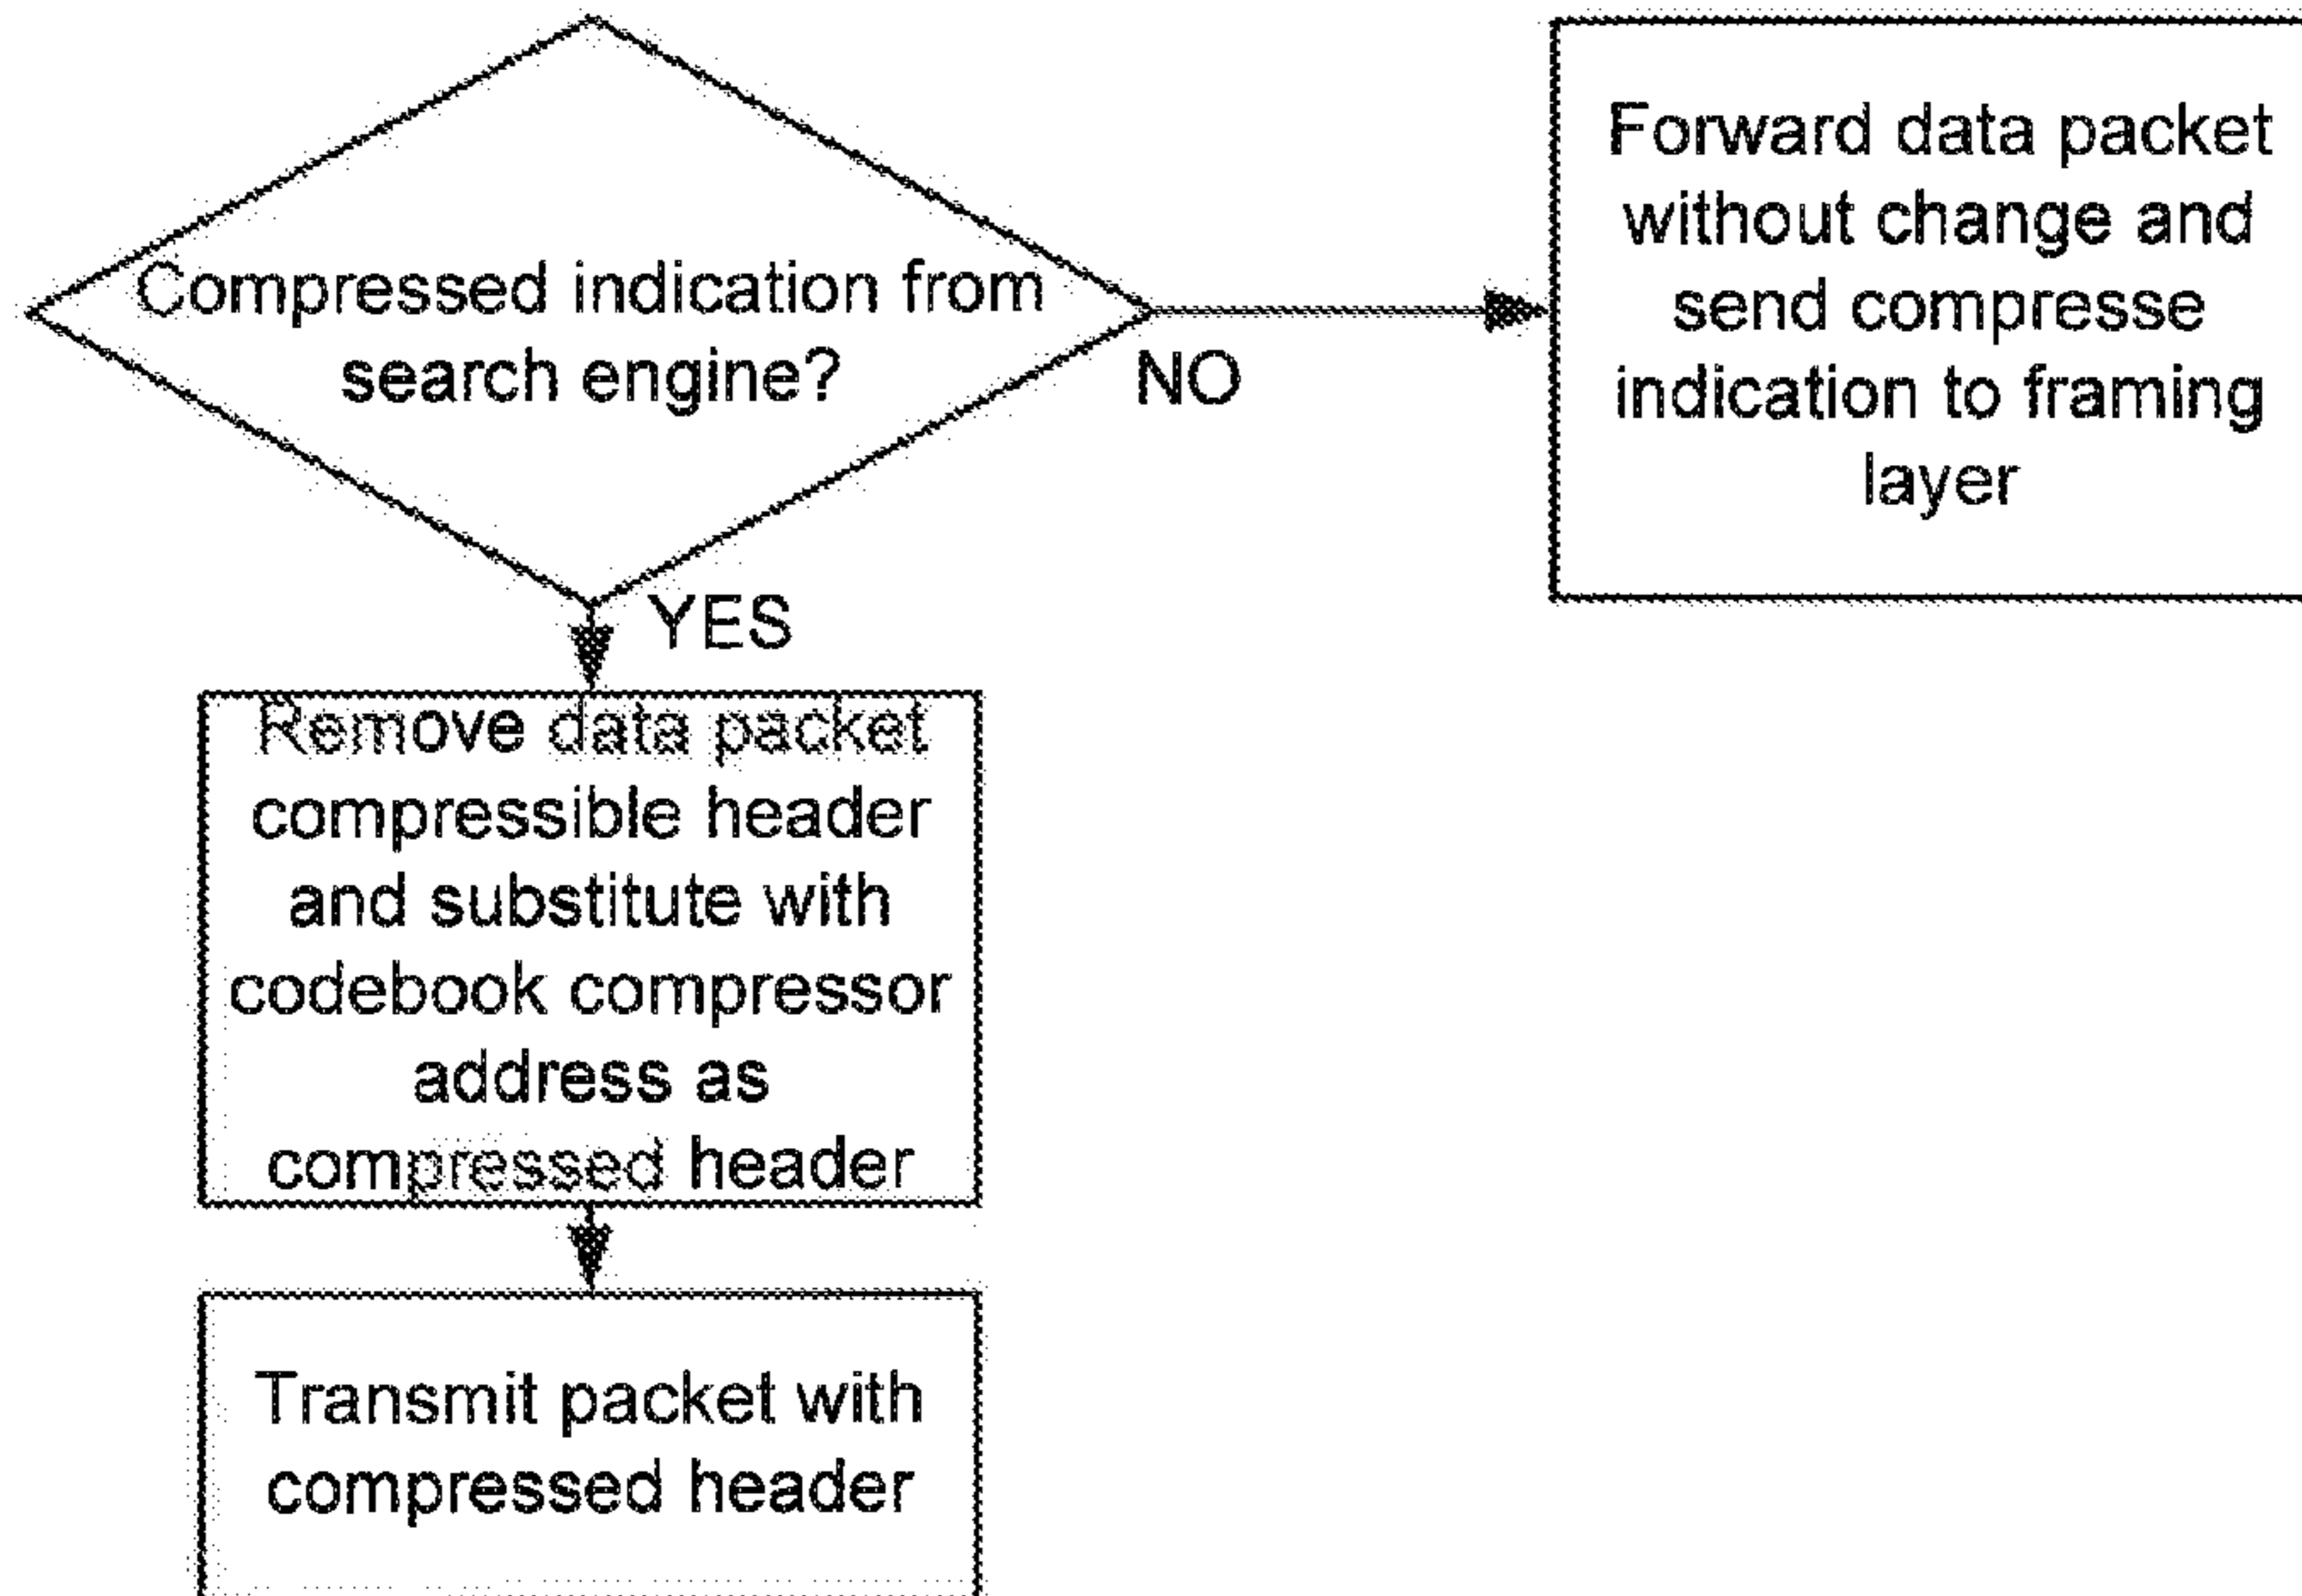 Compressed indication from
search engine?
NO
YES
Forward data packet
without change and
send compresse
indication to framing
layer
Remove data packet
compressible header
and substitute with
codebook compressor
address as
compressed header
Transmit packet with
compressed header